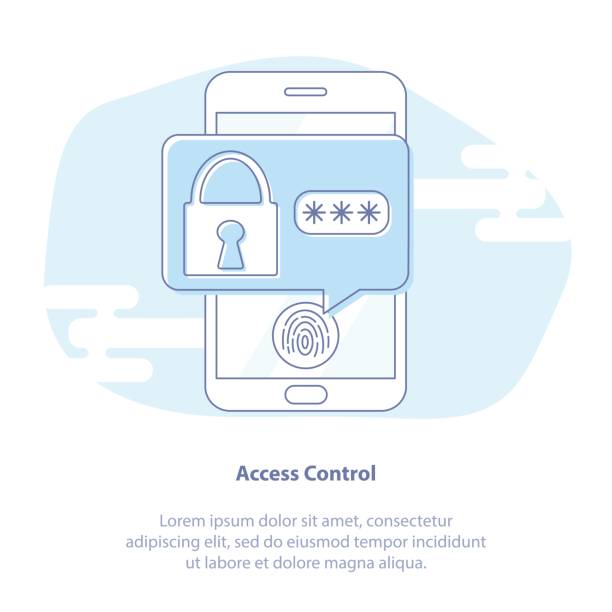 ***
Access Control
Lorem ipsum dolor sit amet, consectetur
adipiscing elit, sed do eiusmod tempor incididunt
ut labore et dolore magna aliqua.